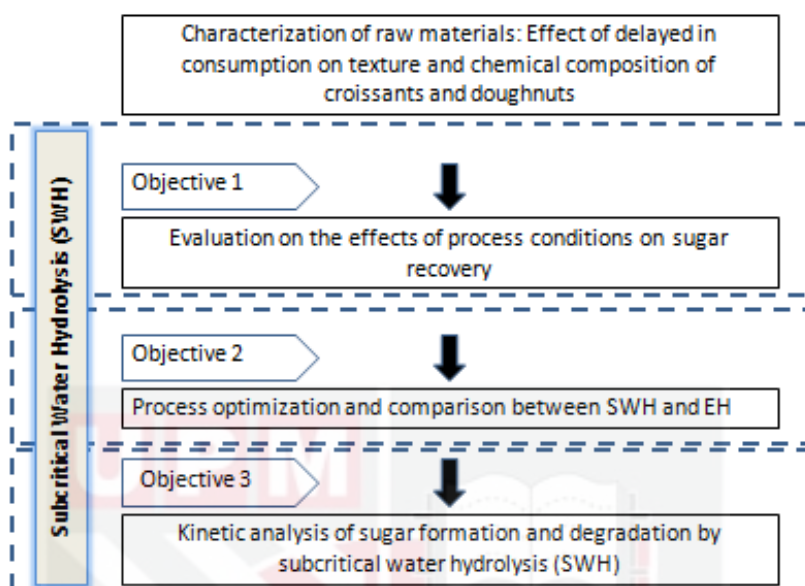 Characterization of raw materials: Effect of delayed in
consumption on texture and chemical composition of
croissants and doughnuts
Subcritical Water Hydrolysis (SWH)
Objective 1
Evaluation on the effects of process conditions on sugar
recovery
Objective 2
Process optimization and comparison between SWH and EH
UPM
Objective 3
Kinetic analysis of sugar formation and degradation by
subcritical water hydrolysis (SWH)